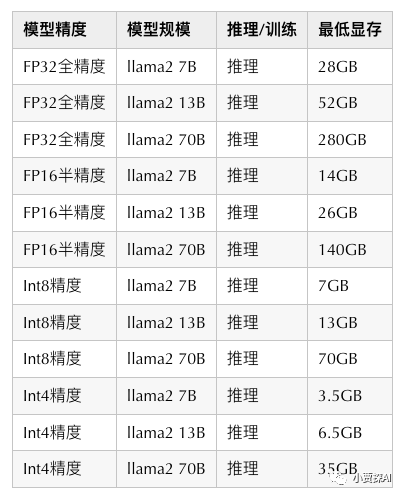 模型精度 模型规模 推理/训练 最低显存
FP32全精度 llama2 7B 推理 28GB
FP32全精度 llama2 13B 推理 52GB
FP32全精度 llama2 70B 推理 280GB
FP16半精度 llama2 7B 推理 14GB
FP16半精度 llama2 13B 推理 26GB
FP16半精度 llama2 70B 推理 140GB
Int8精度 llama2 7B 推理 7GB
Int8精度 llama2 13B 推理 13GB
Int8精度 llama2 70B 推理 70GB
Int4精度 llama2 7B 推理 3.5GB
Int4精度 llama2 13B 推理 6.5GB
Int4精度 llama2 70B 推理 35GB
小贾探AI